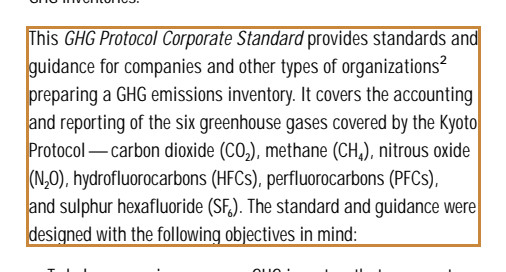 GHG inventories.
This GHG Protocol Corporate Standard provides standards and
guidance for companies and other types of organizations²
preparing a GHG emissions inventory. It covers the accounting
and reporting of the six greenhouse gases covered by the Kyoto
Protocol — carbon dioxide (CO₂), methane (CH₄), nitrous oxide
(N₂O), hydrofluorocarbons (HFCs), perfluorocarbons (PFCs),
and sulphur hexafluoride (SF₆). The standard and guidance were
designed with the following objectives in mind: